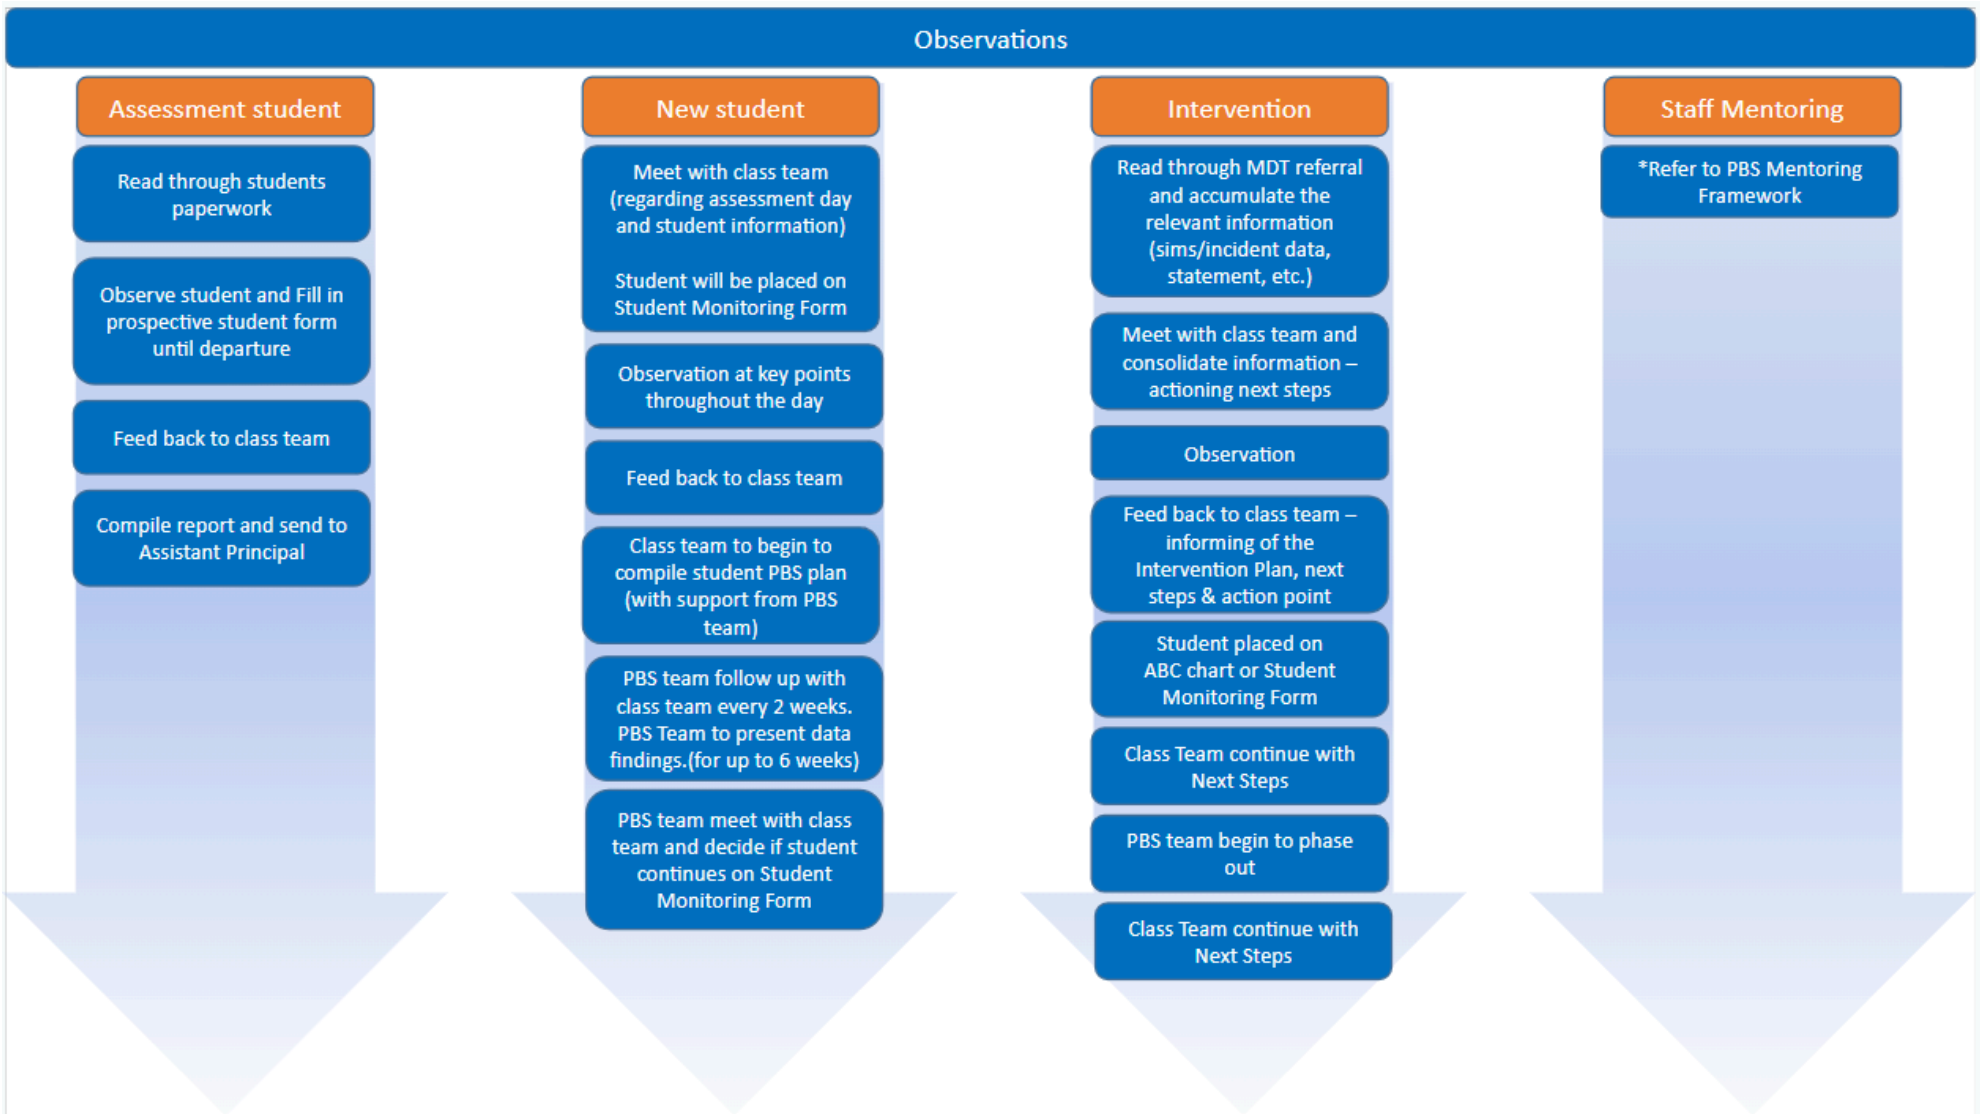 Observations
Assessment student
Read through students
paperwork
Observe student and Fill in
prospective student form
until departure
Feed back to class team
Compile report and send to
Assistant Principal
New student
Meet with class team
(regarding assessment day
and student information)
Student will be placed on
Student Monitoring Form
Observation at key points
throughout the day
Feed back to class team
Class team to begin to
compile student PBS plan
(with support from PBS
team)
PBS team follow up with
class team every 2 weeks.
PBS Team to present data
findings.(for up to 6 weeks)
PBS team meet with class
team and decide if student
continues on Student
Monitoring Form
Intervention
Read through MDT referral
and accumulate the
relevant information
(sims/incident data,
statement, etc.)
Meet with class team and
consolidate information –
actioning next steps
Observation
Feed back to class team –
informing of the
Intervention Plan, next
steps & action point
Student placed on
ABC chart or Student
Monitoring Form
Class Team continue with
Next Steps
PBS team begin to phase
out
Class Team continue with
Next Steps
Staff Mentoring
*Refer to PBS Mentoring
Framework